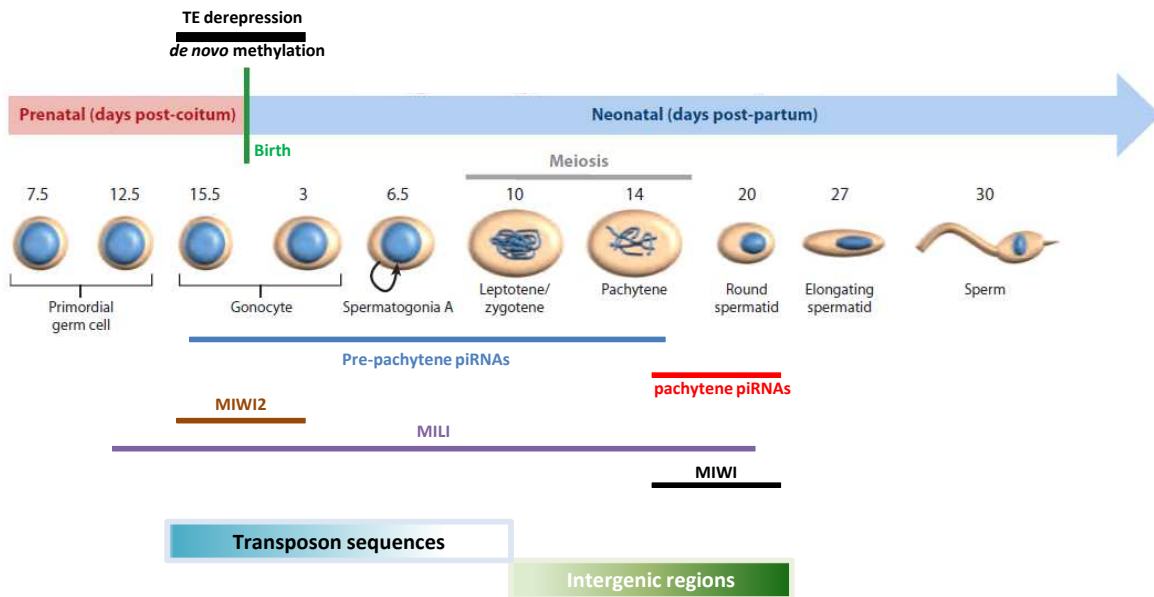 TE derepression
de novo methylation
Prenatal (days post-coitum)
Neonatal (days post-partum)
Birth
Meiosis
7.5
12.5
15.5
3
6.5
10
14
20
27
30
Primordial
germ cell
Gonocyte
Spermatogonia A
Leptotene/
zygotene
Pachytene
Round
spermatid
Elongating
spermatid
Sperm
Pre-pachytene piRNAs
pachytene piRNAs
MIWI2
MILI
MIWI
Transposon sequences
Intergenic regions